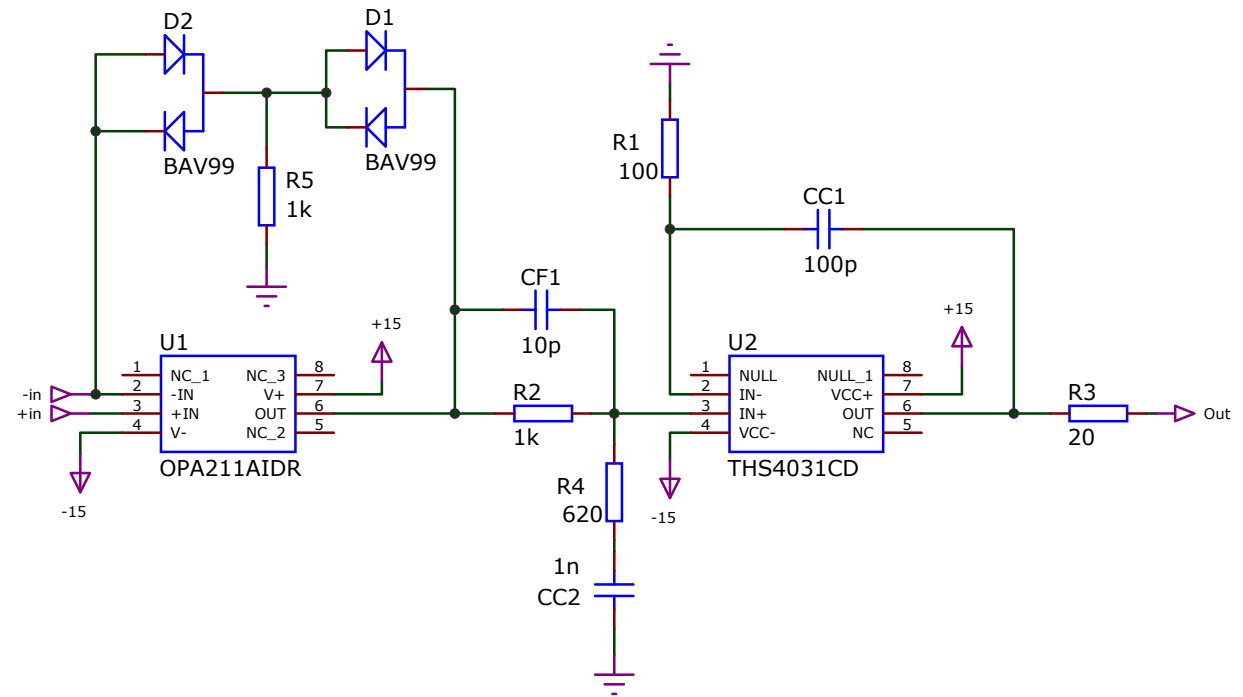 D2
D1
BAV99
BAV99
R5
1k
R1
100
CC1
100p
CF1
10p
+15
+15
U1
1 NC_1 NC_3 8
-in 2 -IN V+ 7
+in 3 +IN OUT 6
4 V- NC_2 5
OPA211AIDR
-15
R2
1k
U2
1 NULL NULL_1 8
2 IN- VCC+ 7
3 IN+ OUT 6
4 VCC- NC 5
THS4031CD
-15
R3
20
Out
R4
620
1n
CC2